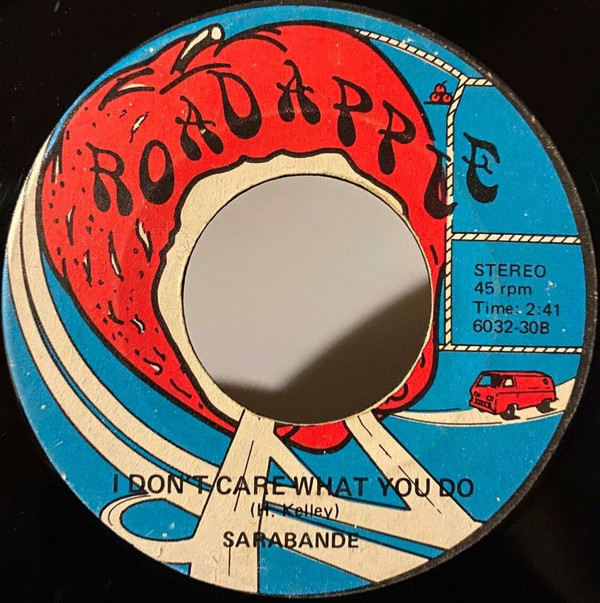 ROADAPPLE
STEREO
45 rpm
Time: 2:41
6032-30B
I DON'T CARE WHAT YOU DO
(H. Kelley)
SARABANDE